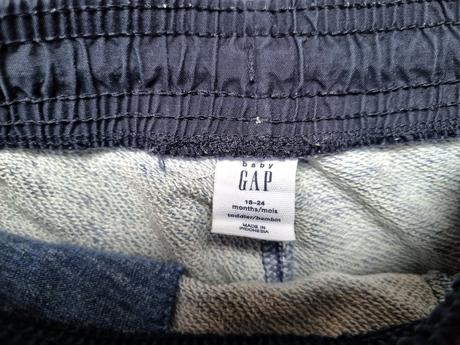 baby
GAP
18-24
months/mois
toddler/bambin
MADE IN
INDONESIA